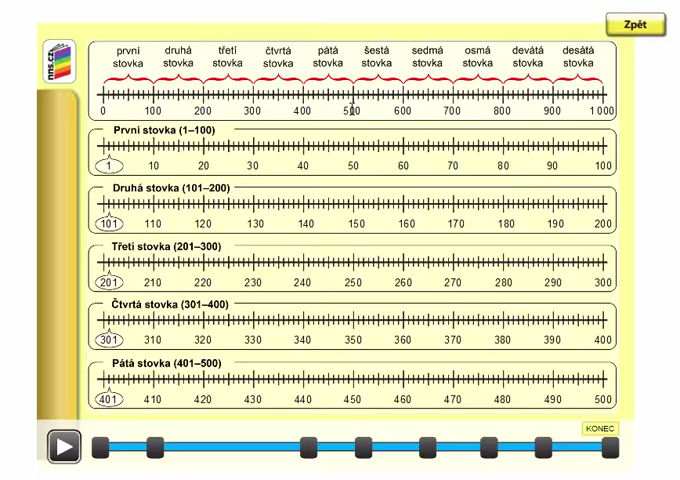 Zpět
nns.cz
první druhá třetí čtvrtá pátá šestá sedmá osmá devátá desátá
stovka stovka stovka stovka stovka stovka stovka stovka stovka stovka
0 100 200 300 400 500 600 700 800 900 1 000
První stovka (1–100)
1 10 20 30 40 50 60 70 80 90 100
Druhá stovka (101–200)
101 110 120 130 140 150 160 170 180 190 200
Třetí stovka (201–300)
201 210 220 230 240 250 260 270 280 290 300
Čtvrtá stovka (301–400)
301 310 320 330 340 350 360 370 380 390 400
Pátá stovka (401–500)
401 410 420 430 440 450 460 470 480 490 500
KONEC